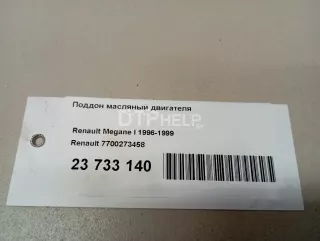 Поддон масляный двигателя
DTPhelp
Renault Megane I 1996-1999
Renault 7700273458
23 733 140